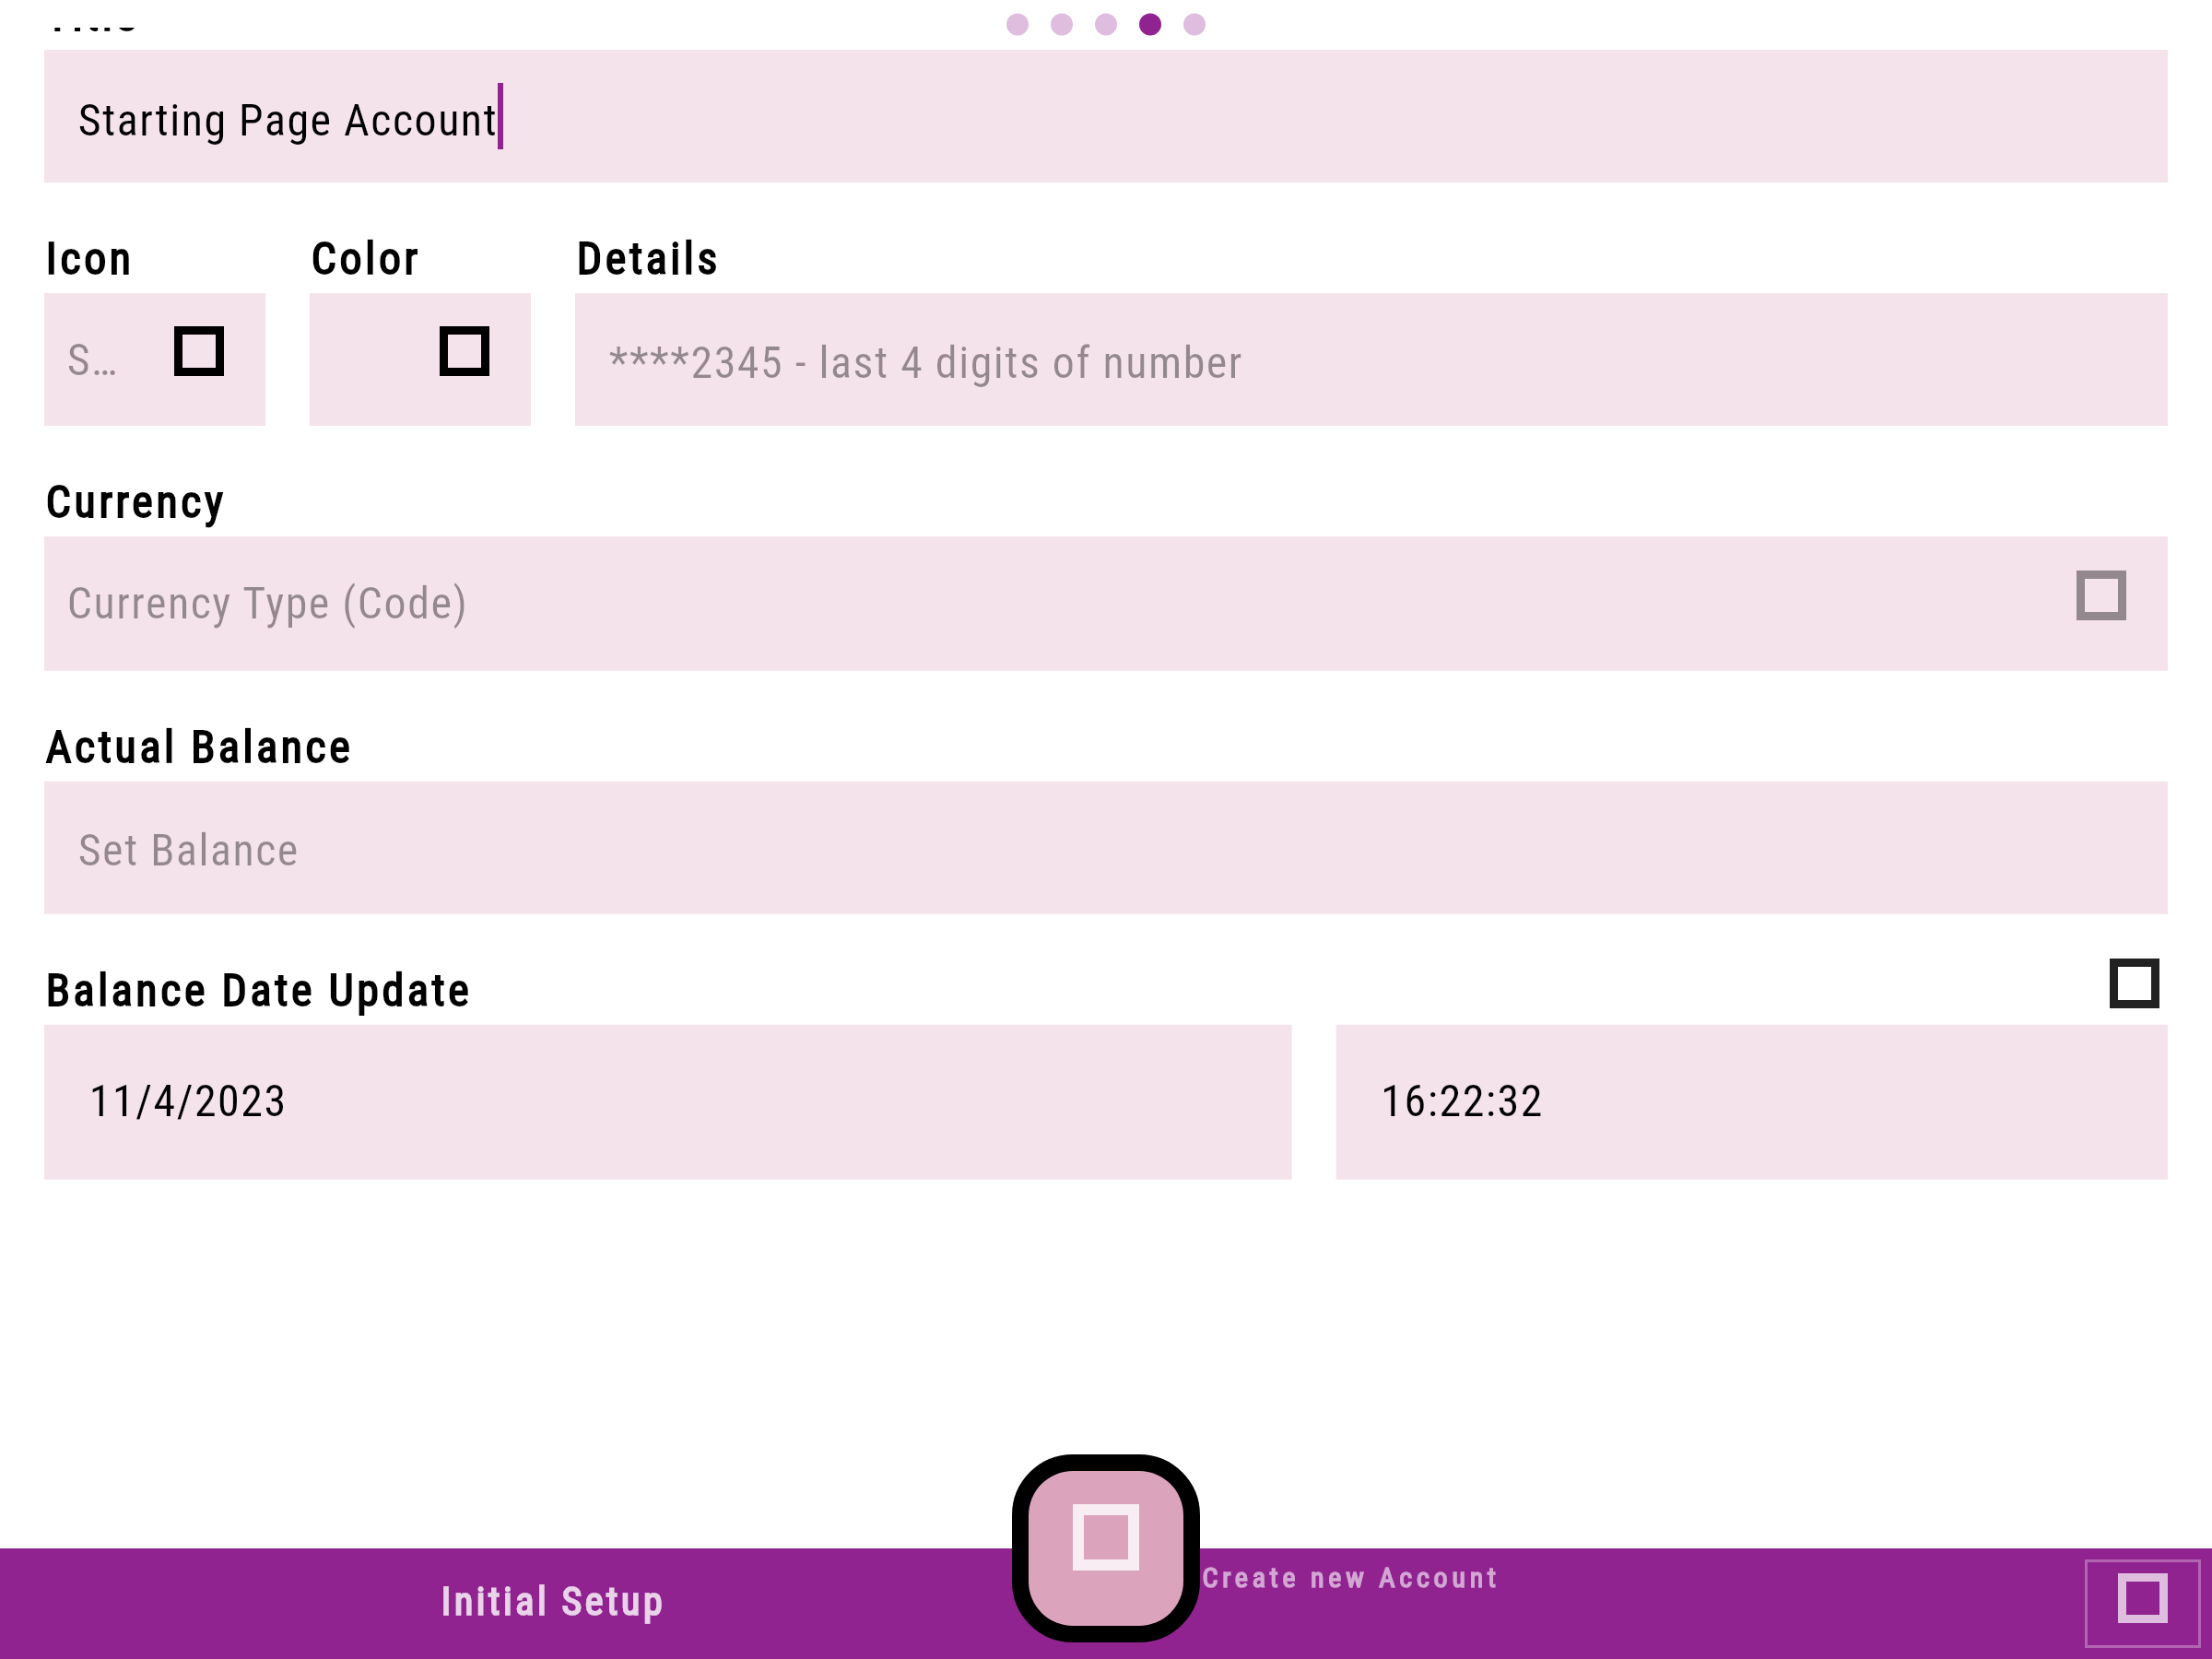 Starting Page Account
Icon Color Details
S… ****2345 - last 4 digits of number
Currency
Currency Type (Code)
Actual Balance
Set Balance
Balance Date Update
11/4/2023 16:22:32
Initial Setup
Create new Account